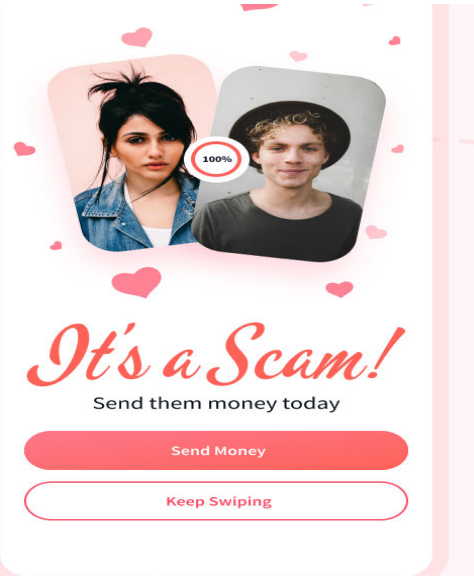 100%
It's a Scam!
Send them money today
Send Money
Keep Swiping